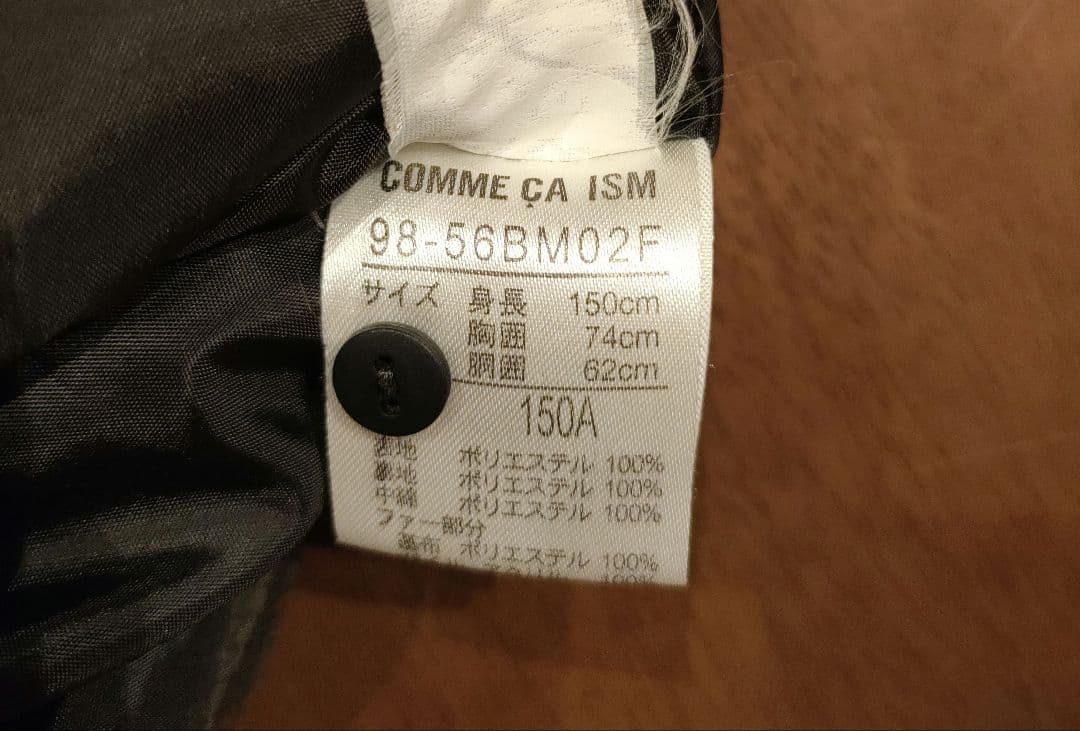 COMME ÇA ISM
98-56BM02F
サイズ 身長 150cm
胸囲 74cm
胴囲 62cm
150A
表地 ポリエステル 100%
裏地 ポリエステル 100%
中綿 ポリエステル 100%
ファー部分
基布 ポリエステル 100%
100%